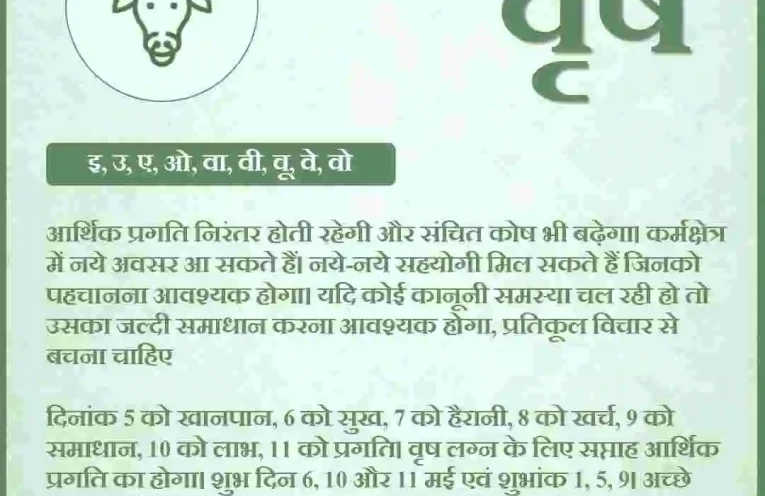 वृष
इ, उ, ए, ओ, वा, वी, वू, वे, वो
आर्थिक प्रगति निरंतर होती रहेगी और संचित कोष भी बढ़ेगा। कर्मक्षेत्र
में नये अवसर आ सकते हैं। नये-नये सहयोगी मिल सकते हैं जिनको
पहचानना आवश्यक होगा। यदि कोई कानूनी समस्या चल रही हो तो
उसका जल्दी समाधान करना आवश्यक होगा, प्रतिकूल विचार से
बचना चाहिए
दिनांक 5 को खानपान, 6 को सुख, 7 को हैरानी, 8 को खर्च, 9 को
समाधान, 10 को लाभ, 11 को प्रगति। वृष लग्न के लिए सप्ताह आर्थिक
प्रगति का होगा। शुभ दिन 6, 10 और 11 मई एवं शुभांक 1, 5, 9। अच्छे